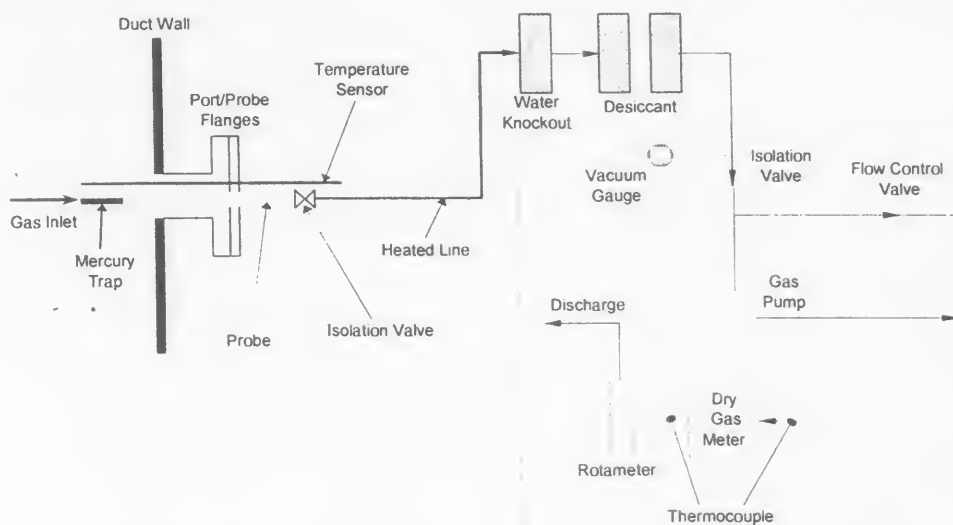 Duct Wall
Temperature
Sensor
Port/Probe
Flanges
Water
Knockout
Desiccant
Vacuum
Gauge
Isolation
Valve
Flow Control
Valve
Gas Inlet
Mercury
Trap
Heated Line
Probe
Isolation Valve
Discharge
Gas
Pump
Dry
Gas
Meter
Rotameter
Thermocouple